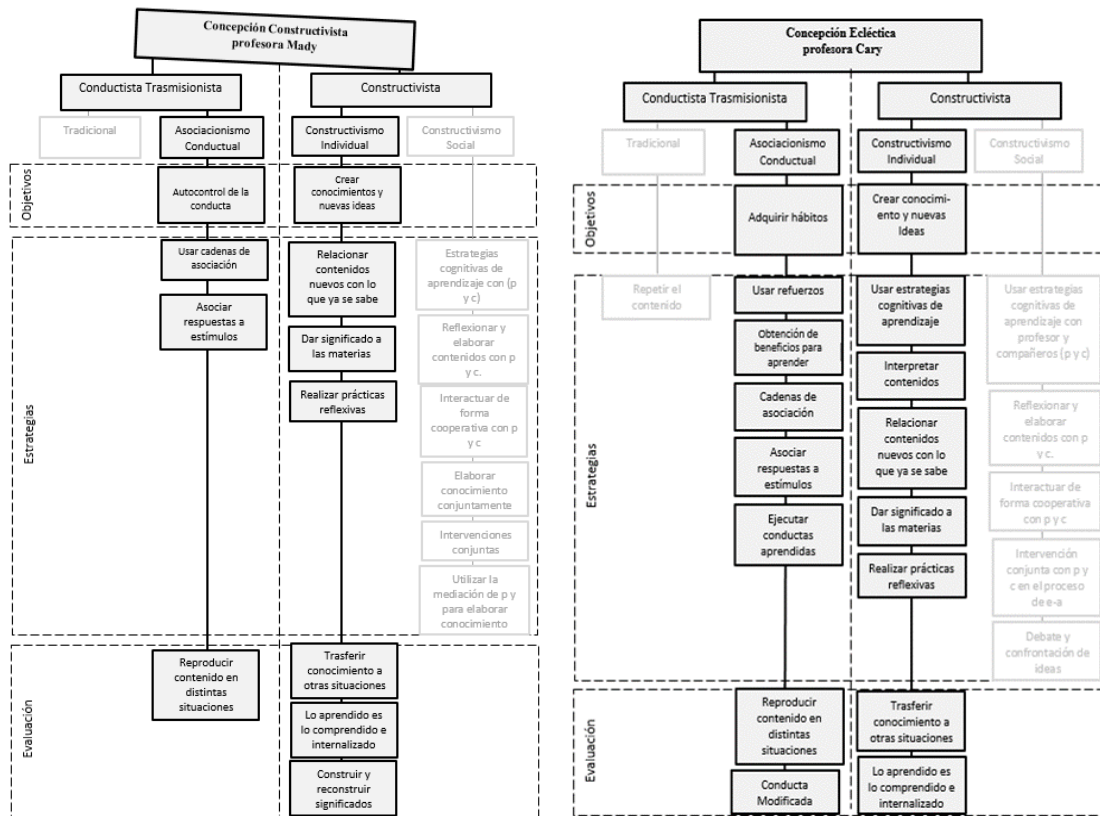 Concepción Constructivista
profesora Mady
Conductista Trasmisionista
Constructivista
Tradicional
Asociacionismo
Conductual
Constructivismo
Individual
Constructivismo
Social
Objetivos
Autocontrol de la
conducta
Crear
conocimientos y
nuevas ideas
Estrategias
Usar cadenas de
asociación
Asociar
respuestas a
estímulos
Relacionar
contenidos
nuevos con lo
que ya se sabe
Dar significado
a las materias
Realizar prácticas
reflexivas
Estrategias
cognitivas de
aprendizaje con (p
y c)
Reflexionar y
elaborar
contenidos con p
y c.
Interactuar de
forma
cooperativa con
p y c
Elaborar
conocimiento
conjuntamente
Intervenciones
conjuntas
Utilizar la
mediación de p y
para elaborar
conocimiento
Evaluación
Reproducir
contenido en
distintas
situaciones
Trasferir
conocimiento a
otras situaciones
Lo aprendido es
lo comprendido e
internalizado
Construir y
reconstruir
significados
Concepción Ecléctica
profesora Cary
Conductista Trasmisionista
Constructivista
Tradicional
Asociacionismo
Conductual
Constructivismo
Individual
Constructivismo
Social
Objetivos
Adquirir hábitos
Crear conocimi-
ento y nuevas
Ideas
Estrategias
Repetir el
contenido
Usar refuerzos
Obtención de
beneficios para
aprender
Cadenas de
asociación
Asociar
respuestas a
estímulos
Ejecutar
conductas
aprendidas
Usar estrategias
cognitivas de
aprendizaje
Interpretar
contenidos
Relacionar
contenidos
nuevos con lo
que ya se sabe
Dar significado
a las materias
Realizar prácticas
reflexivas
Usar estrategias
cognitivas de
aprendizaje con
profesor y
compañeros (p y c)
Reflexionar y
elaborar
contenidos con p
y c.
Interactuar de
forma cooperativa
con p y c
Intervención
conjunta con p y
c en el proceso
de e-a
Debate y
confrontación de
ideas
Evaluación
Reproducir
contenido en
distintas
situaciones
Conducta
Modificada
Trasferir
conocimiento a
otras situaciones
Lo aprendido es
lo comprendido e
internalizado